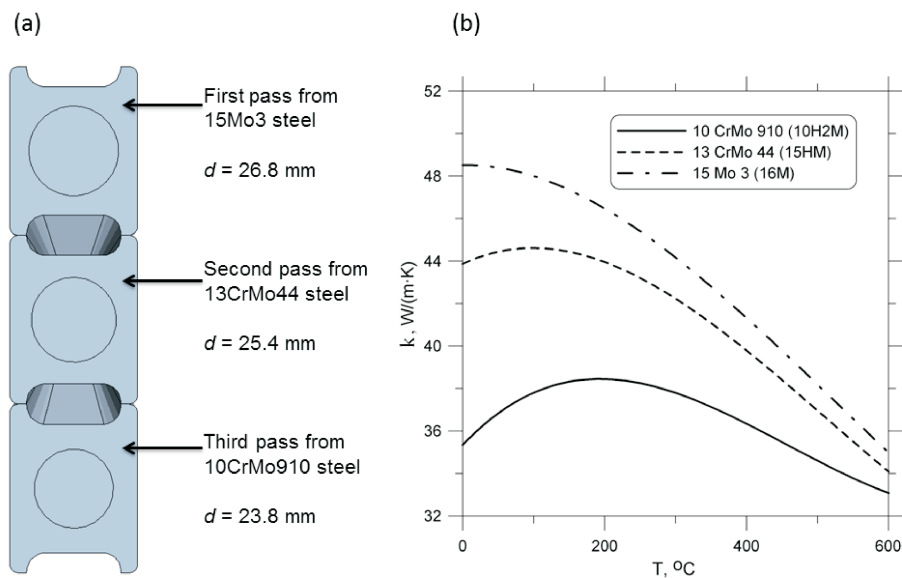 (a)
First pass from
15Mo3 steel
d = 26.8 mm
Second pass from
13CrMo44 steel
d = 25.4 mm
Third pass from
10CrMo910 steel
d = 23.8 mm
(b)
52
48
44
40
36
32
k, W/(m·K)
10 CrMo 910 (10H2M)
13 CrMo 44 (15HM)
15 Mo 3 (16M)
0
200
400
600
T, ºC